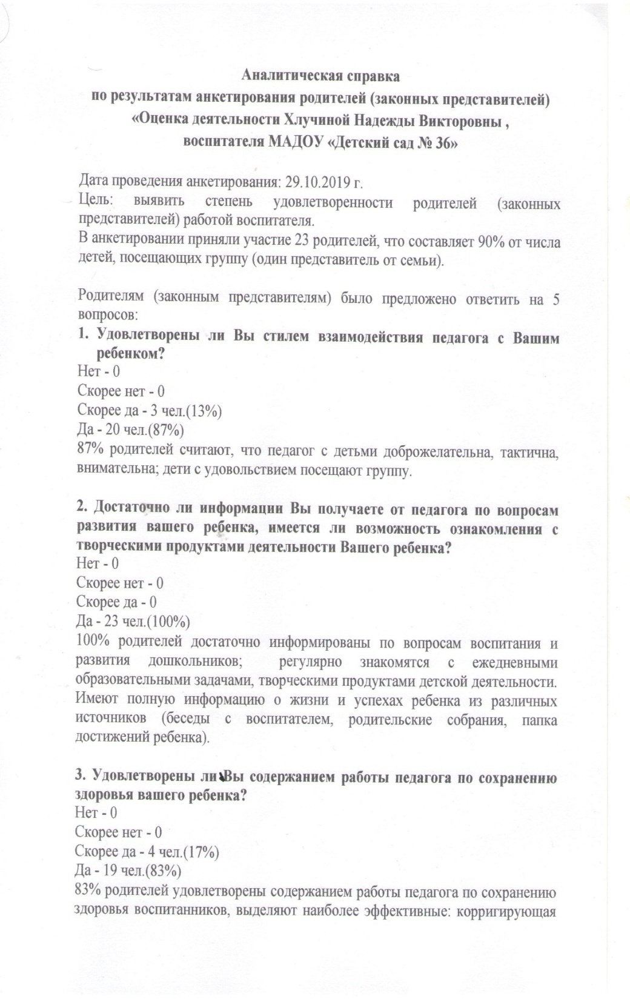 Аналитическая справка
по результатам анкетирования родителей (законных представителей)
«Оценка деятельности Хлучиной Надежды Викторовны ,
воспитателя МАДОУ «Детский сад № 36»
Дата проведения анкетирования: 29.10.2019 г.
Цель: выявить степень удовлетворенности родителей (законных
представителей) работой воспитателя.
В анкетировании приняли участие 23 родителей, что составляет 90% от числа
детей, посещающих группу (один представитель от семьи).
Родителям (законным представителям) было предложено ответить на 5
вопросов:
1. Удовлетворены ли Вы стилем взаимодействия педагога с Вашим
ребенком?
Нет - 0
Скорее нет - 0
Скорее да - 3 чел.(13%)
Да - 20 чел.(87%)
87% родителей считают, что педагог с детьми доброжелательна, тактична,
внимательна; дети с удовольствием посещают группу.
2. Достаточно ли информации Вы получаете от педагога по вопросам
развития вашего ребенка, имеется ли возможность ознакомления с
творческими продуктами деятельности Вашего ребенка?
Нет - 0
Скорее нет - 0
Скорее да - 0
Да - 23 чел.(100%)
100% родителей достаточно информированы по вопросам воспитания и
развития дошкольников; регулярно знакомятся с ежедневными
образовательными задачами, творческими продуктами детской деятельности.
Имеют полную информацию о жизни и успехах ребенка из различных
источников (беседы с воспитателем, родительские собрания, папка
достижений ребенка).
3. Удовлетворены ли Вы содержанием работы педагога по сохранению
здоровья вашего ребенка?
Нет - 0
Скорее нет - 0
Скорее да - 4 чел.(17%)
Да - 19 чел.(83%)
83% родителей удовлетворены содержанием работы педагога по сохранению
здоровья воспитанников, выделяют наиболее эффективные: корригирующая